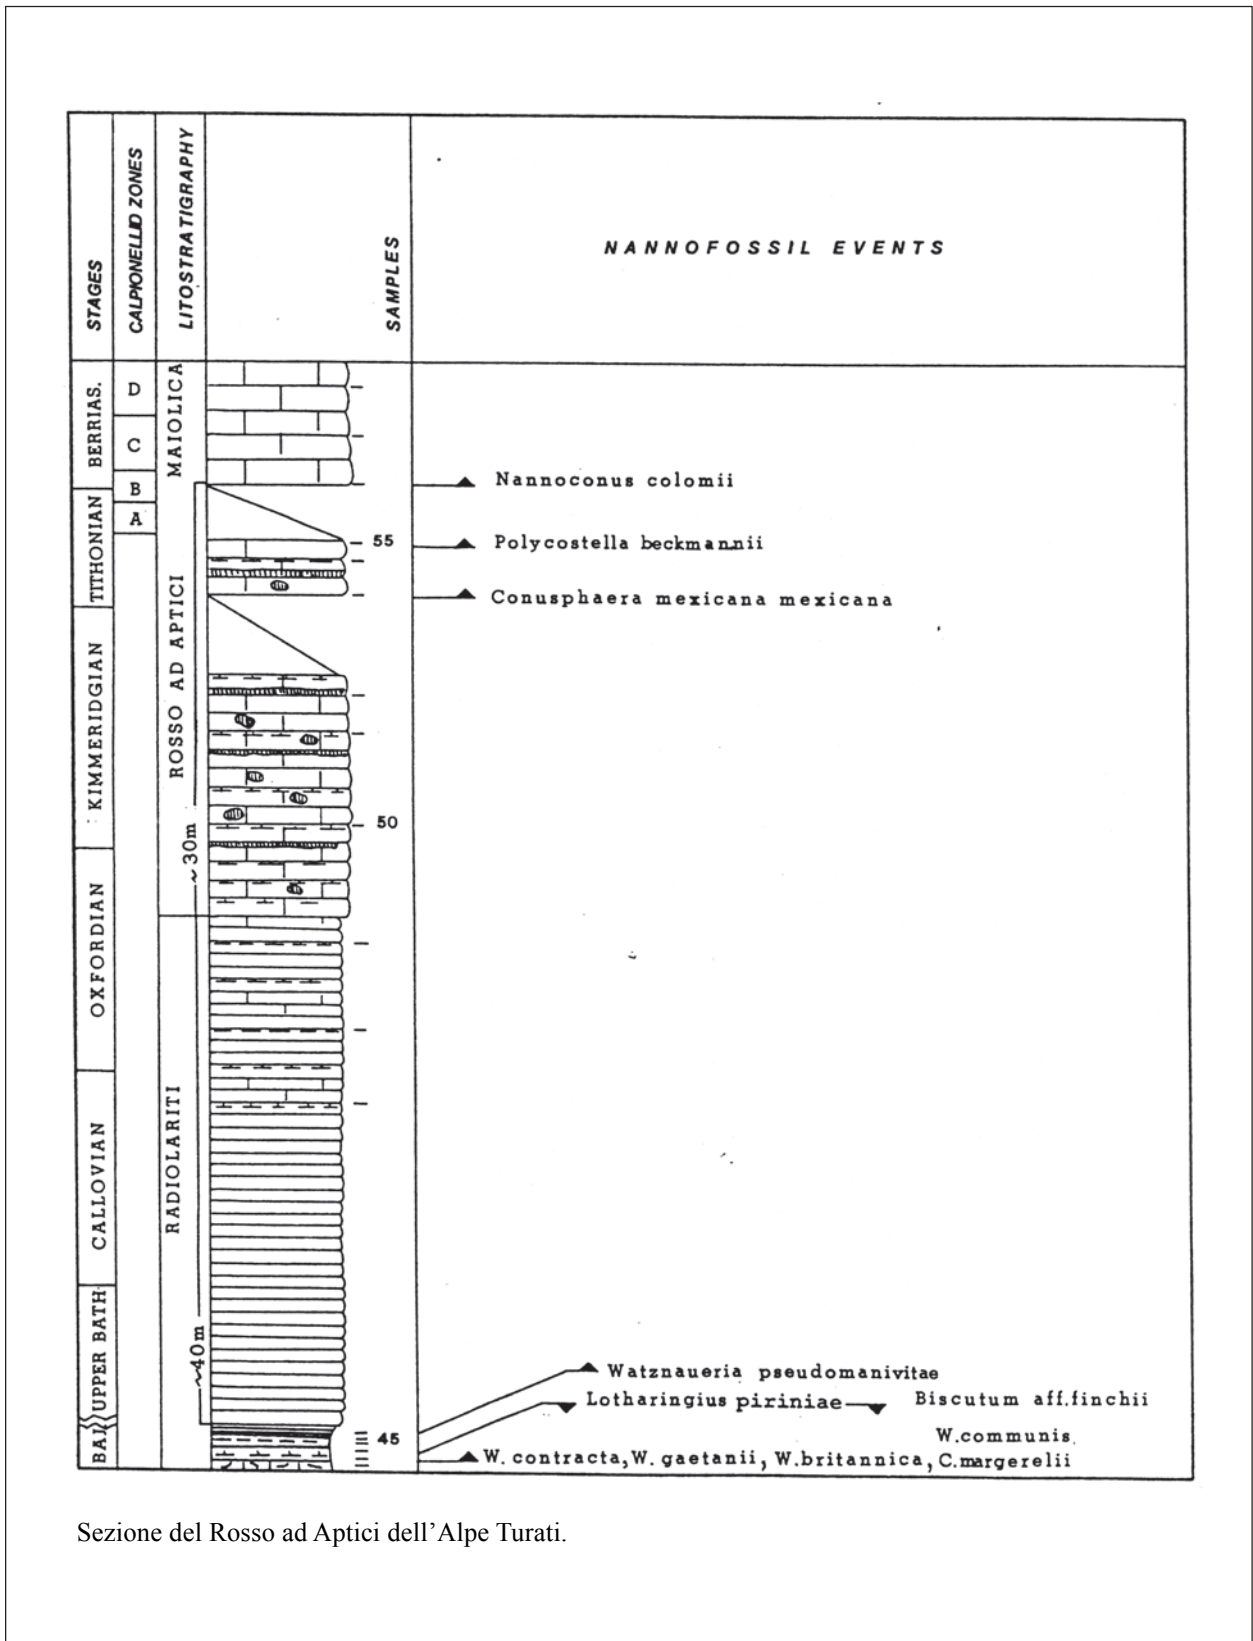 STAGES
CALPIONELLID ZONES
LITOSTRATIGRAPHY
SAMPLES
NANNOFOSSIL EVENTS
BERRIAS.
TITHONIAN
KIMMERIDGIAN
OXFORDIAN
CALLOVIAN
UPPER BATH
BAJ
D
C
B
A
MAIOLICA
ROSSO AD APTICI
~30m
RADIOLARITI
~40m
55
50
45
Nannoconus colomii
Polycostella beckmannii
Conusphaera mexicana mexicana
Watznaueria pseudomanivitae
Lotharingius piriniae Biscutum aff.finchii
W.communis
W. contracta, W. gaetanii, W.britannica, C.margerelii
Sezione del Rosso ad Aptici dell’Alpe Turati.